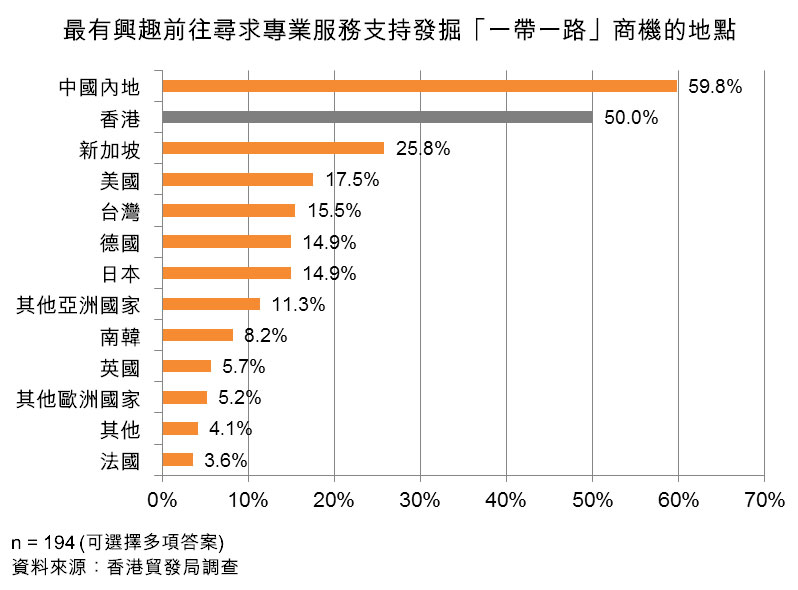 最有興趣前往尋求專業服務支持發掘「一帶一路」商機的地點
中國內地 59.8%
香港 50.0%
新加坡 25.8%
美國 17.5%
台灣 15.5%
德國 14.9%
日本 14.9%
其他亞洲國家 11.3%
南韓 8.2%
英國 5.7%
其他歐洲國家 5.2%
其他 4.1%
法國 3.6%
0% 10% 20% 30% 40% 50% 60% 70%
n = 194 (可選擇多項答案)
資料來源：香港貿發局調查